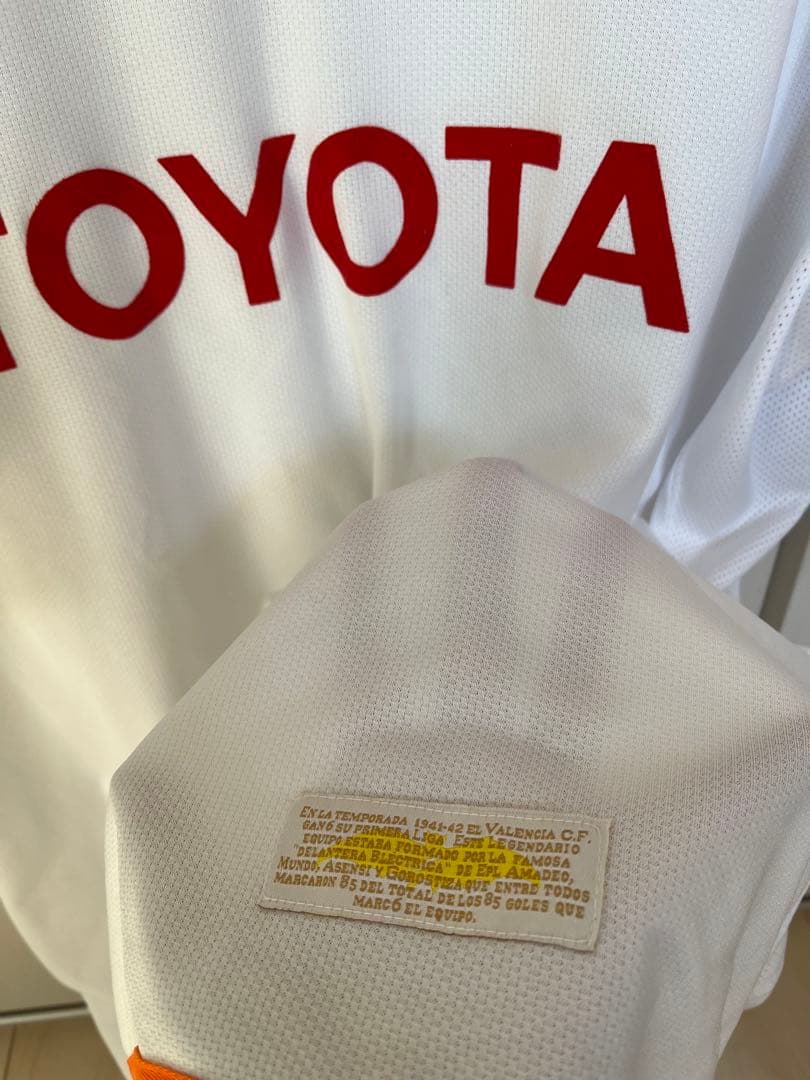 TOYOTA
EN LA TEMPORADA 1941-42 EL VALENCIA C.F.
GANÓ SU PRIMERA LIGA. ESTE LEGENDARIO
EQUIPO ESTABA FORMADO POR LA FAMOSA
"DELANTERA ELECTRICA" DE EPI, AMADEO,
MUNDO, ASENSI Y GOROSTIZA QUE ENTRE TODOS
MARCARON 85 DEL TOTAL DE LOS 85 GOLES QUE
MARCÓ EL EQUIPO.